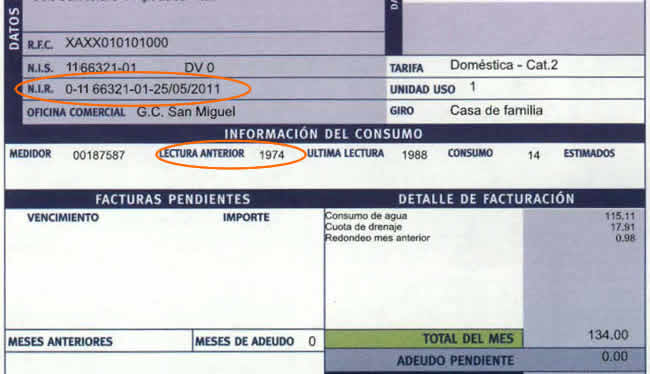 DATOS
R.F.C. XAXX010101000
N.I.S. 1166321-01 DV 0
TARIFA Doméstica - Cat.2
N.I.R. 0-11 66321-01-25/05/2011
UNIDAD USO 1
OFICINA COMERCIAL G.C. San Miguel
GIRO Casa de familia
INFORMACIÓN DEL CONSUMO
MEDIDOR 00187587 LECTURA ANTERIOR 1974 ULTIMA LECTURA 1988 CONSUMO 14 ESTIMADOS
FACTURAS PENDIENTES
DETALLE DE FACTURACIÓN
VENCIMIENTO IMPORTE
Consumo de agua 115.11
Cuota de drenaje 17.91
Redondeo mes anterior 0.98
MESES ANTERIORES MESES DE ADEUDO 0
TOTAL DEL MES 134.00
ADEUDO PENDIENTE 0.00